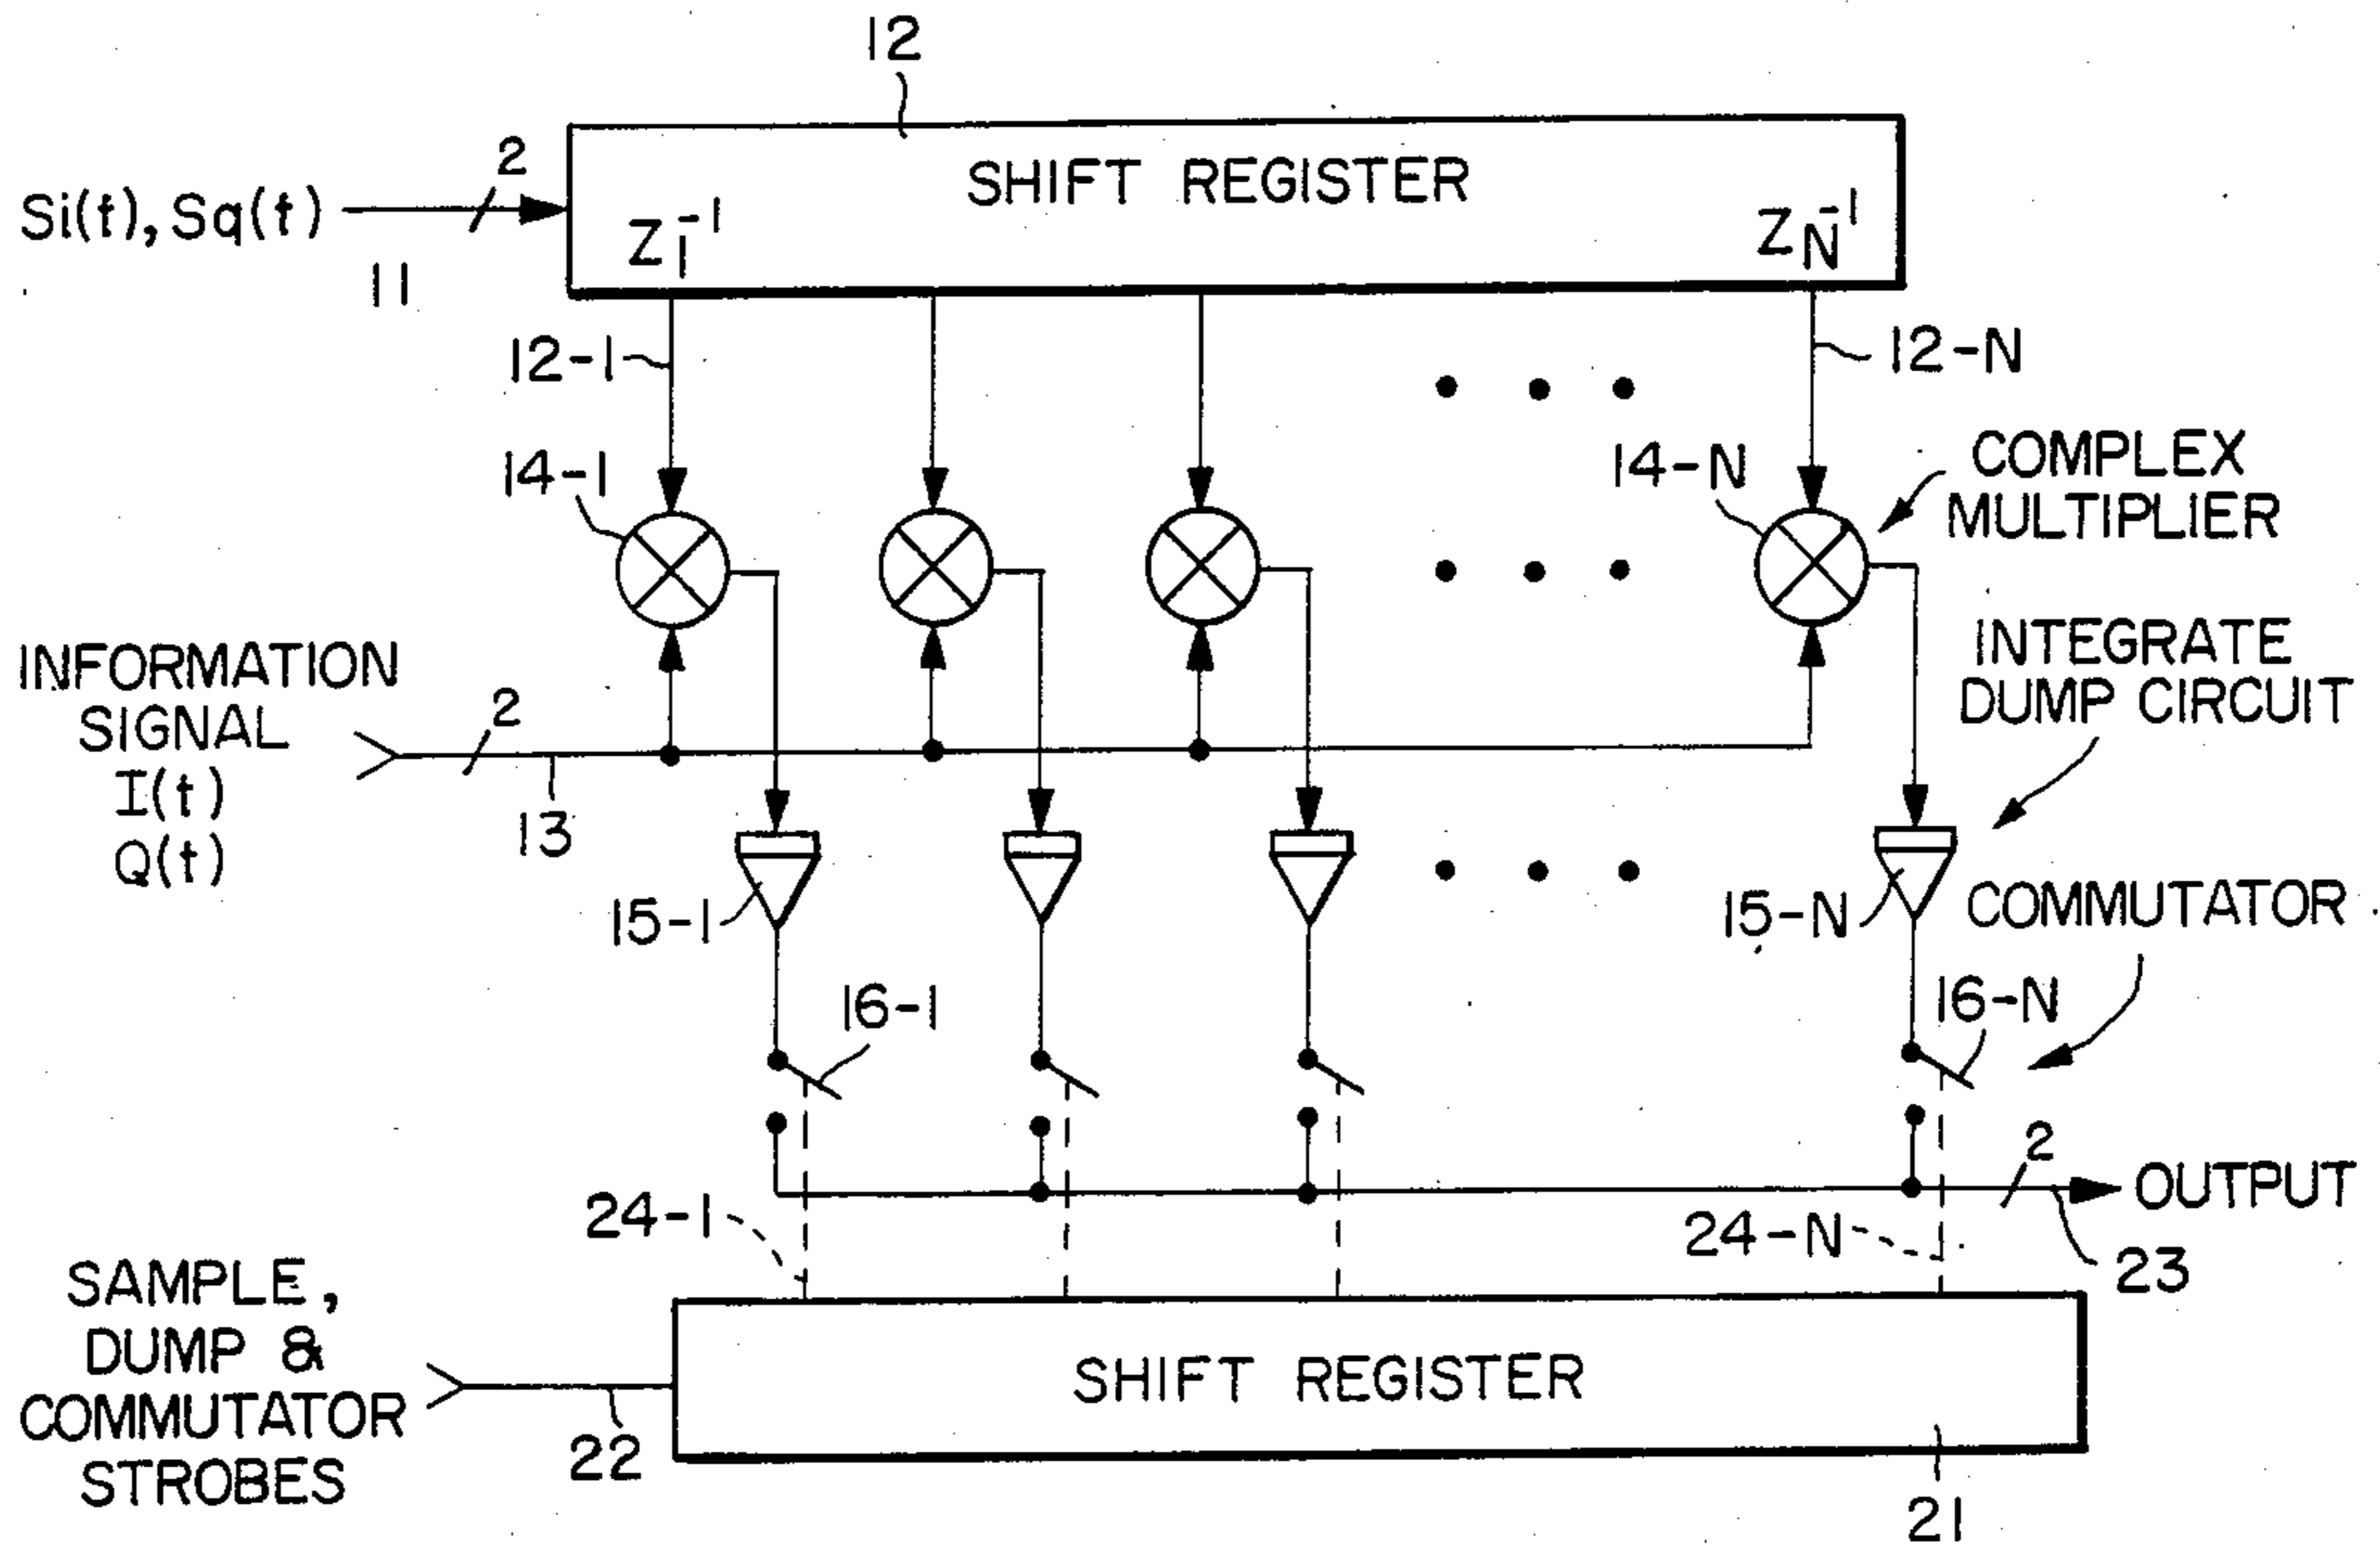 12
2
Si(t), Sq(t)
SHIFT REGISTER
Z₁⁻¹
Z_N⁻¹
11
12-1
12-N
14-1
14-N
COMPLEX
MULTIPLIER
INTEGRATE
DUMP CIRCUIT
INFORMATION
SIGNAL
I(t)
Q(t)
2
13
15-1
15-N
COMMUTATOR
16-1
16-N
2
OUTPUT
24-1
24-N
23
SAMPLE,
DUMP &
COMMUTATOR
STROBES
22
SHIFT REGISTER
21